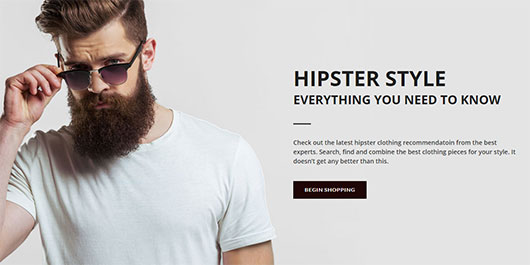 HIPSTER STYLE
EVERYTHING YOU NEED TO KNOW
Check out the latest hipster clothing recommendatoin from the best
experts. Search, find and combine the best clothing pieces for your style. It
doesn't get any better than this.
BEGIN SHOPPING